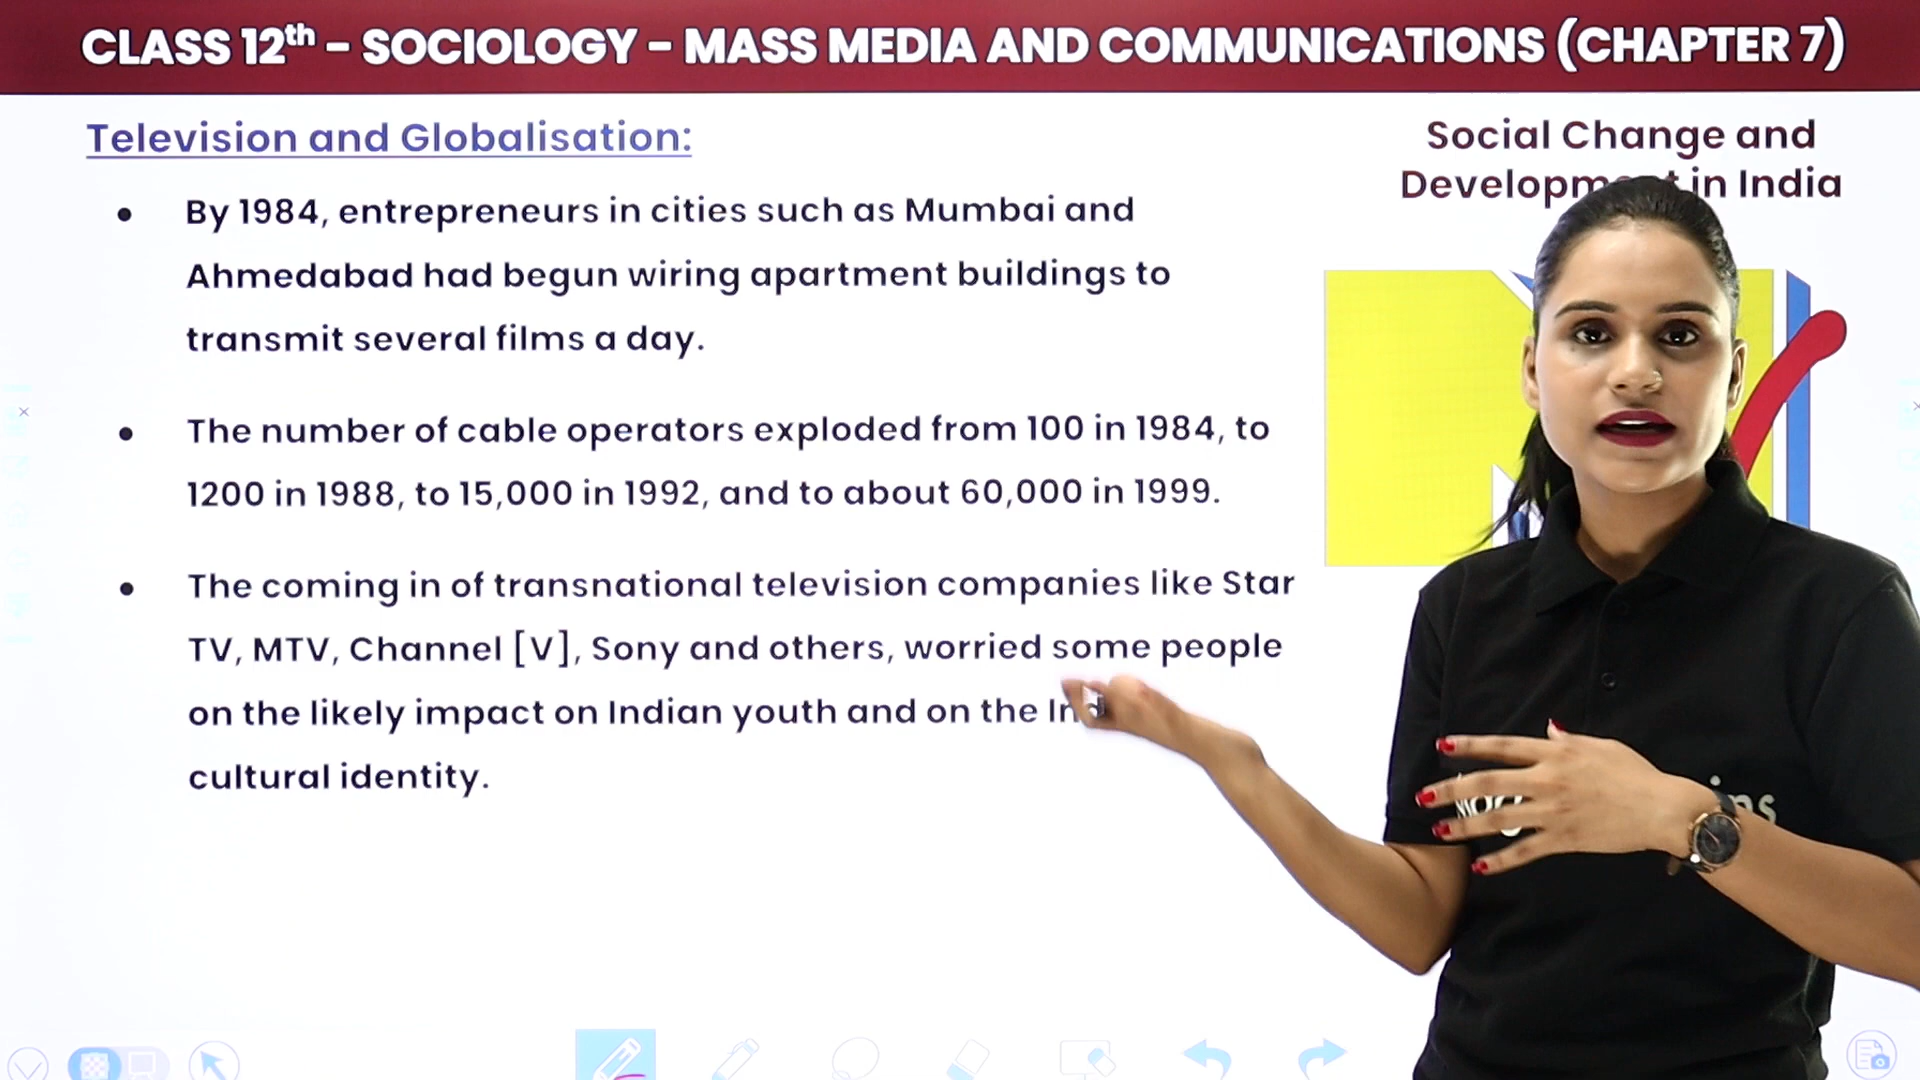 CLASS 12th – SOCIOLOGY – MASS MEDIA AND COMMUNICATIONS (CHAPTER 7)
Television and Globalisation:
• By 1984, entrepreneurs in cities such as Mumbai and
Ahmedabad had begun wiring apartment buildings to
transmit several films a day.
• The number of cable operators exploded from 100 in 1984, to
1200 in 1988, to 15,000 in 1992, and to about 60,000 in 1999.
• The coming in of transnational television companies like Star
TV, MTV, Channel [V], Sony and others, worried some people
on the likely impact on Indian youth and on the
cultural identity.
Social Change and
in India